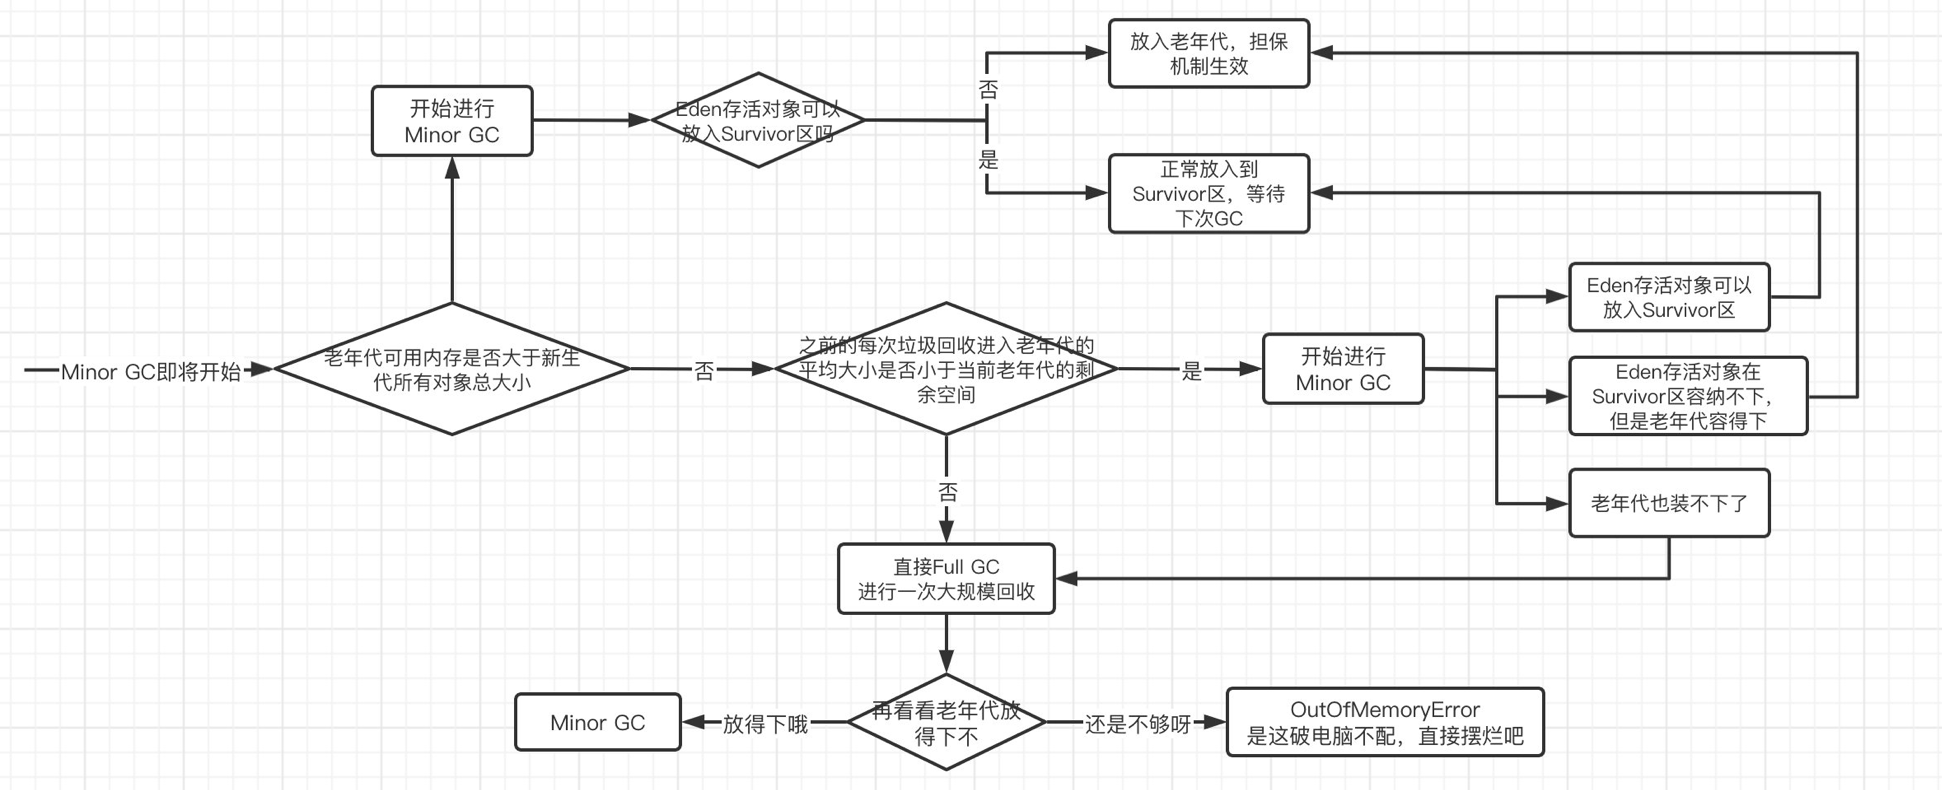 放入老年代，担保
机制生效
开始进行
Minor GC
Eden存活对象可以
放入Survivor区吗
否
是
正常放入到
Survivor区，等待
下次GC
Eden存活对象可以
放入Survivor区
Minor GC即将开始
老年代可用内存是否大于新生
代所有对象总大小
否
之前的每次垃圾回收进入老年代的
平均大小是否小于当前老年代的剩
余空间
是
开始进行
Minor GC
Eden存活对象在
Survivor区容纳不下，
但是老年代容得下
否
老年代也装不下了
直接Full GC
进行一次大规模回收
Minor GC
放得下哦
再看看老年代放
得下不
还是不够呀
OutOfMemoryError
是这破电脑不配，直接摆烂吧